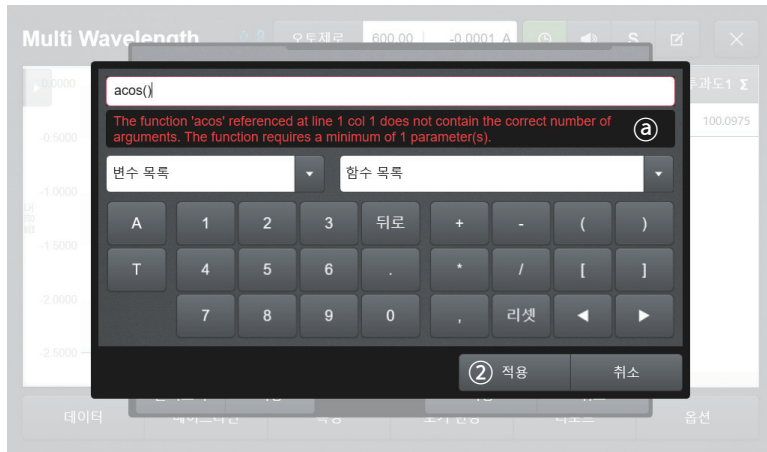 Multi Wavelength
오토제로
600.00
-0.0001 A
S
0.0000
투과도1 Σ
100.0975
-0.5000
-1.0000
-1.5000
-2.0000
-2.6000
acos()
The function 'acos' referenced at line 1 col 1 does not contain the correct number of
arguments. The function requires a minimum of 1 parameter(s).
ⓐ
변수 목록
함수 목록
A 1 2 3 뒤로 + - ( )
T 4 5 6 . * / [ ]
7 8 9 0 , 리셋 ◀ ▶
② 적용 취소
데이터
옵션